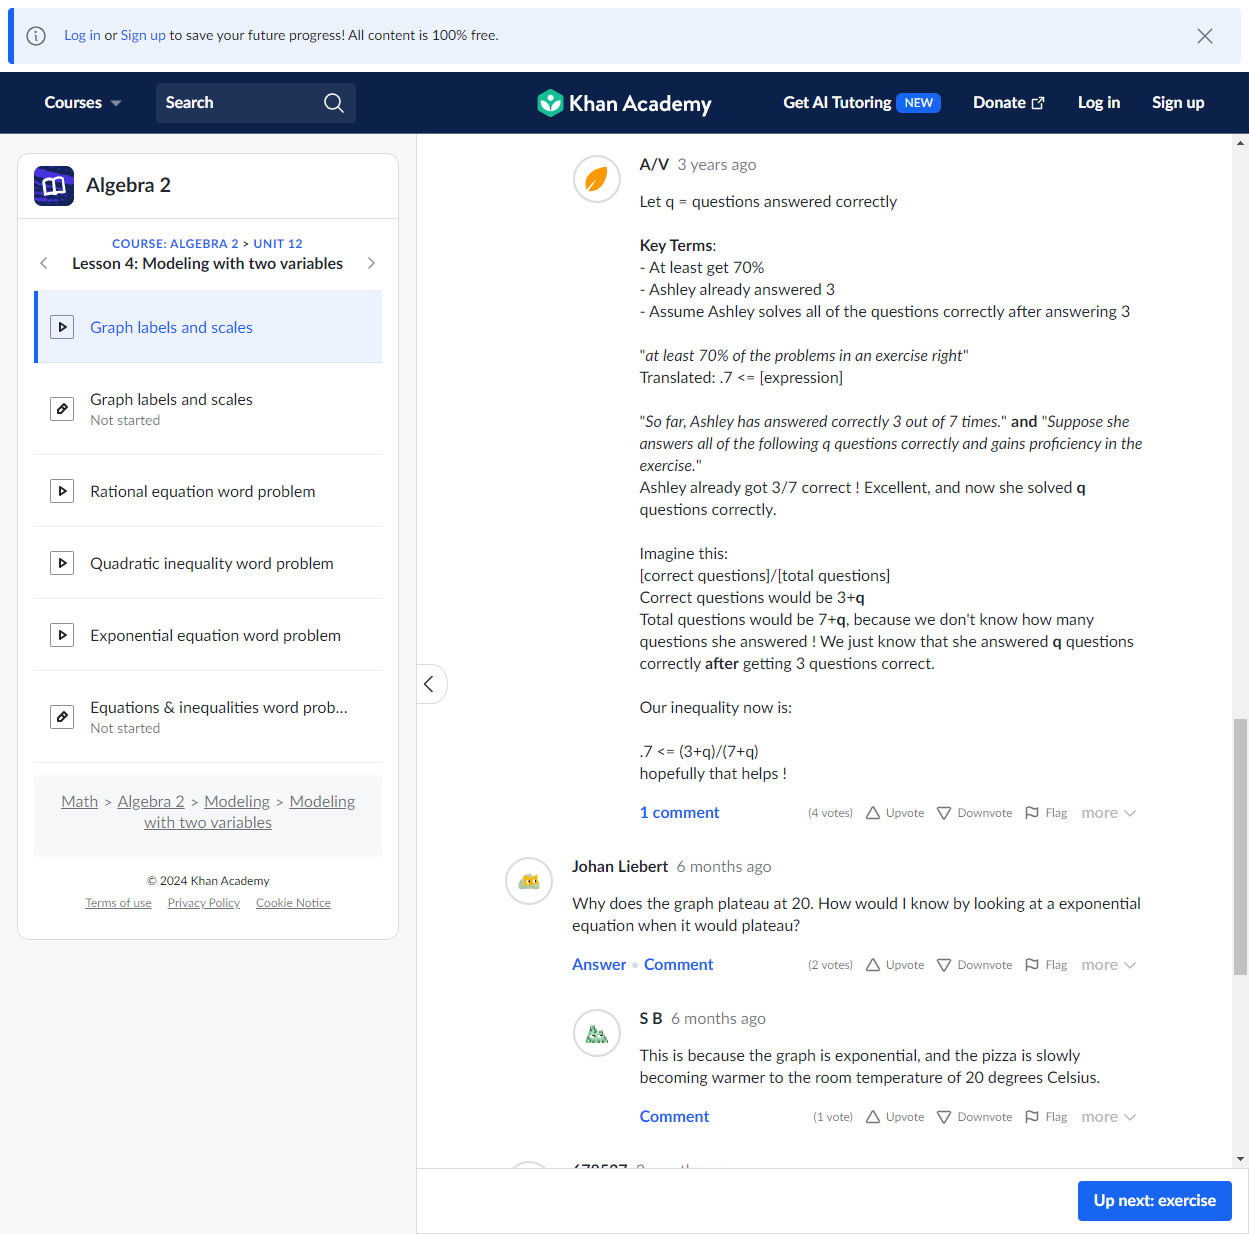 Log in or Sign up to save your future progress! All content is 100% free.
Courses
Search
Khan Academy
Get AI Tutoring NEW
Donate
Log in
Sign up
Algebra 2
COURSE: ALGEBRA 2 > UNIT 12
Lesson 4: Modeling with two variables
Graph labels and scales
Graph labels and scales
Not started
Rational equation word problem
Quadratic inequality word problem
Exponential equation word problem
Equations & inequalities word prob...
Not started
Math > Algebra 2 > Modeling > Modeling
with two variables
© 2024 Khan Academy
Terms of use Privacy Policy Cookie Notice
A/V 3 years ago
Let q = questions answered correctly
Key Terms:
- At least get 70%
- Ashley already answered 3
- Assume Ashley solves all of the questions correctly after answering 3
"at least 70% of the problems in an exercise right"
Translated: .7 <= [expression]
"So far, Ashley has answered correctly 3 out of 7 times." and "Suppose she
answers all of the following q questions correctly and gains proficiency in the
exercise."
Ashley already got 3/7 correct ! Excellent, and now she solved q
questions correctly.
Imagine this:
[correct questions]/[total questions]
Correct questions would be 3+q
Total questions would be 7+q, because we don't know how many
questions she answered ! We just know that she answered q questions
correctly after getting 3 questions correct.
Our inequality now is:
.7 <= (3+q)/(7+q)
hopefully that helps !
1 comment (4 votes) Upvote Downvote Flag more
Johan Liebert 6 months ago
Why does the graph plateau at 20. How would I know by looking at a exponential
equation when it would plateau?
Answer • Comment (2 votes) Upvote Downvote Flag more
S B 6 months ago
This is because the graph is exponential, and the pizza is slowly
becoming warmer to the room temperature of 20 degrees Celsius.
Comment (1 vote) Upvote Downvote Flag more
Up next: exercise